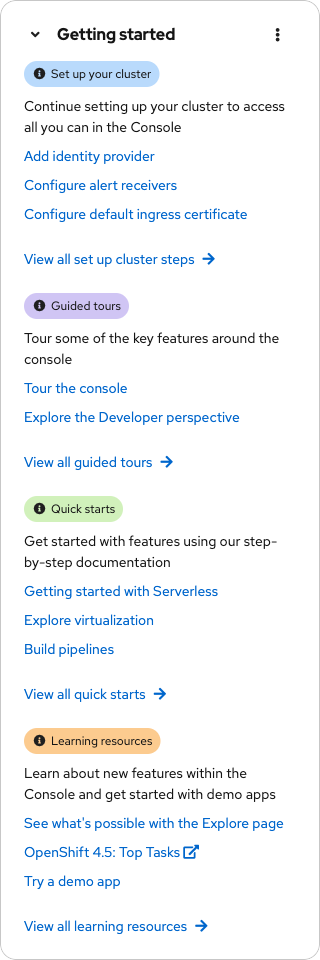 Getting started
Set up your cluster
Continue setting up your cluster to access
all you can in the Console
Add identity provider
Configure alert receivers
Configure default ingress certificate
View all set up cluster steps
Guided tours
Tour some of the key features around the
console
Tour the console
Explore the Developer perspective
View all guided tours
Quick starts
Get started with features using our step-
by-step documentation
Getting started with Serverless
Explore virtualization
Build pipelines
View all quick starts
Learning resources
Learn about new features within the
Console and get started with demo apps
See what's possible with the Explore page
OpenShift 4.5: Top Tasks
Try a demo app
View all learning resources